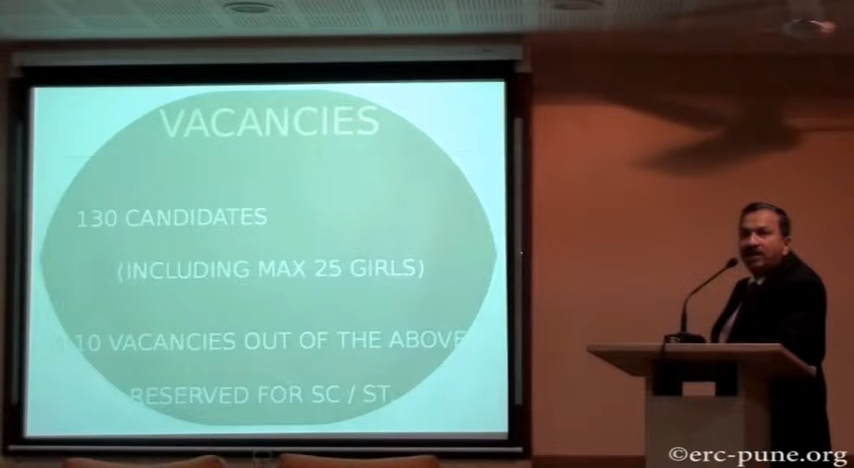 VACANCIES
130 CANDIDATES
(INCLUDING MAX 25 GIRLS)
10 VACANCIES OUT OF THE ABOVE
RESERVED FOR SC / ST
©erc-pune.org